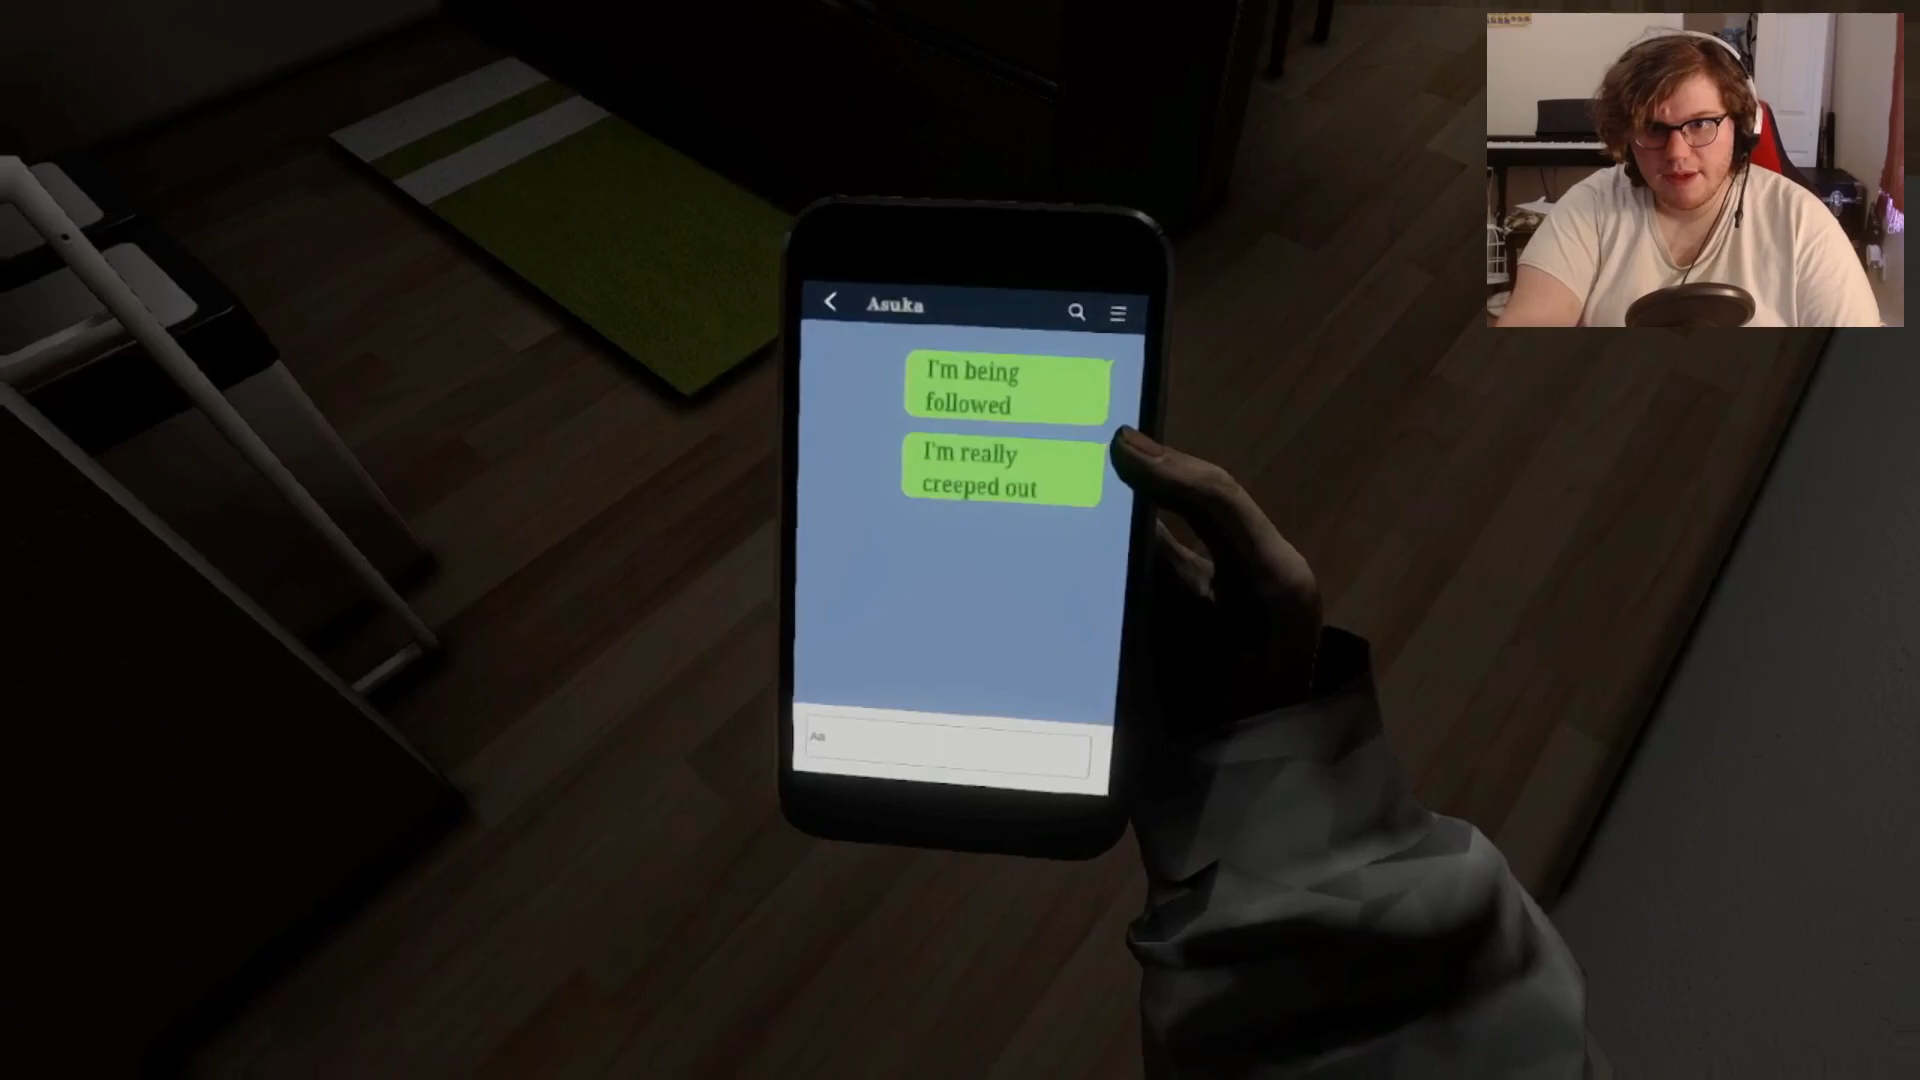 Asuka
I'm being
followed
I'm really
creeped out
Aa